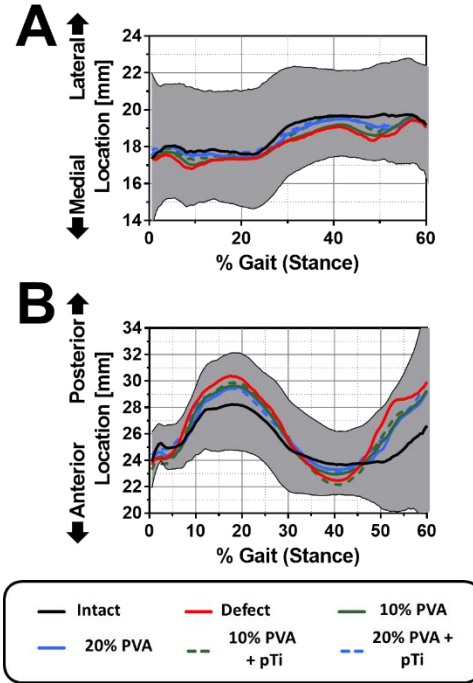 A
Lateral
Medial
Location [mm]
24
22
20
18
16
14
0
20
40
60
% Gait (Stance)
B
Posterior
Anterior
Location [mm]
34
32
30
28
26
24
22
20
0
10
20
30
40
50
60
% Gait (Stance)
Intact
Defect
10% PVA
20% PVA
10% PVA
+ pTi
20% PVA +
pTi